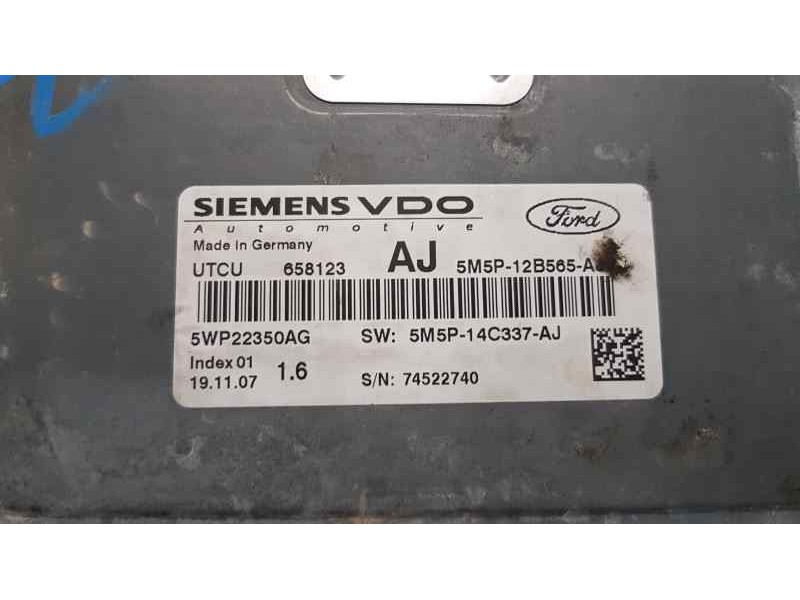 SIEMENS VDO
Automotive
Ford
Made in Germany
UTCU 658123 AJ 5M5P-12B565-A
5WP22350AG SW: 5M5P-14C337-AJ
Index 01
19.11.07 1.6 S/N: 74522740